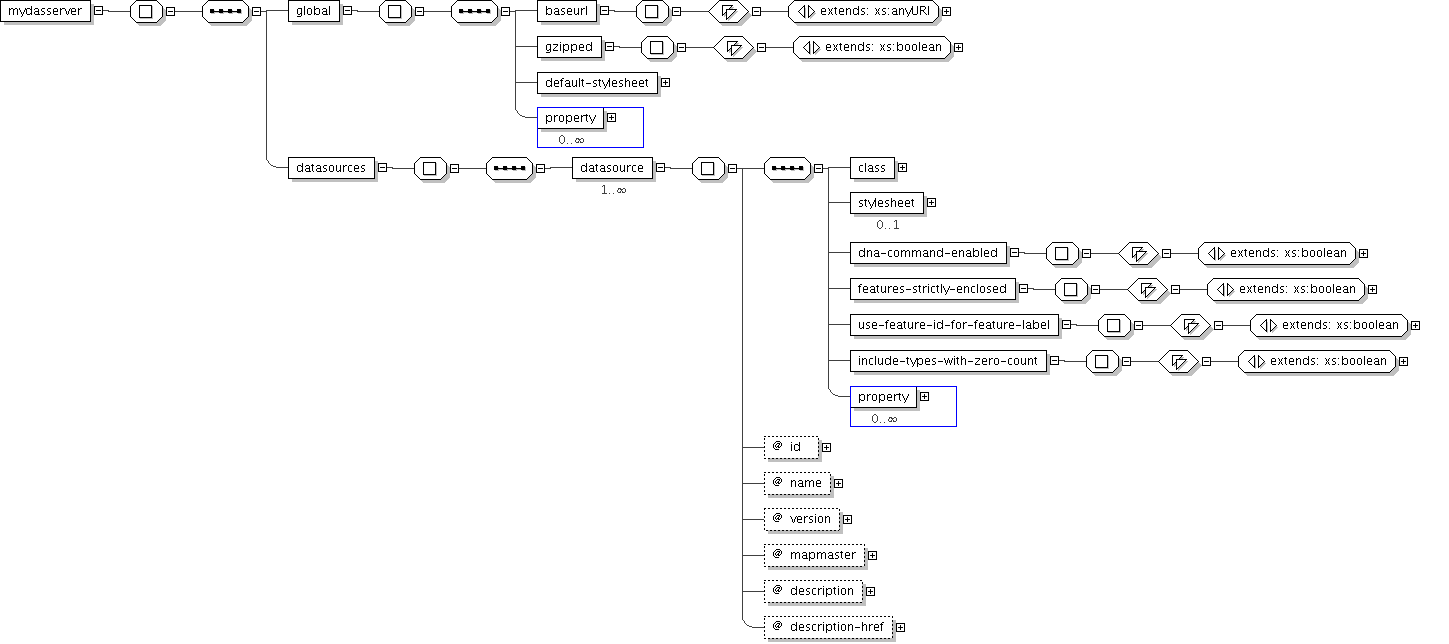 mydasserver global baseurl extends: xs:anyURI
gzipped extends: xs:boolean
default-stylesheet
property
0..∞
datasources datasource class
1..∞
stylesheet
0..1
dna-command-enabled extends: xs:boolean
features-strictly-enclosed extends: xs:boolean
use-feature-id-for-feature-label extends: xs:boolean
include-types-with-zero-count extends: xs:boolean
property
0..∞
@ id
@ name
@ version
@ mapmaster
@ description
@ description-href